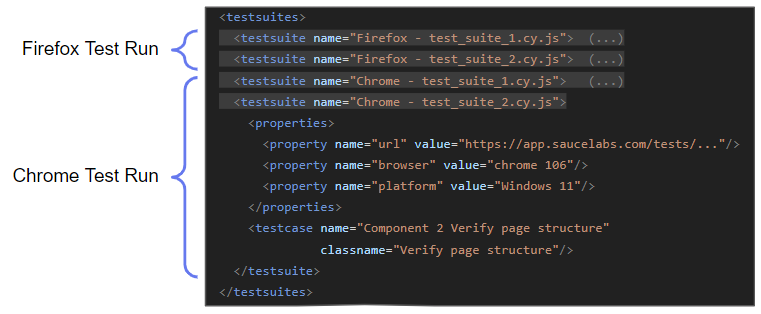 Firefox Test Run
Chrome Test Run
<testsuites>
<testsuite name="Firefox - test_suite_1.cy.js"> (...)
<testsuite name="Firefox - test_suite_2.cy.js"> (...)
<testsuite name="Chrome - test_suite_1.cy.js"> (...)
<testsuite name="Chrome - test_suite_2.cy.js">
<properties>
<property name="url" value="https://app.saucelabs.com/tests/..."/>
<property name="browser" value="chrome 106"/>
<property name="platform" value="Windows 11"/>
</properties>
<testcase name="Component 2 Verify page structure"
classname="Verify page structure"/>
</testsuite>
</testsuites>